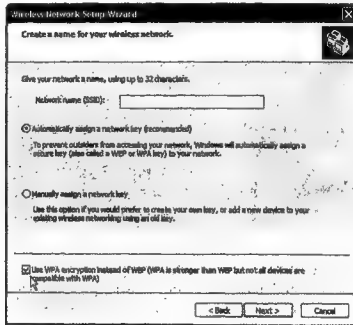 Wireless Network Setup Wizard
Create a name for your wireless network.
Give your network a name, using up to 32 characters.
Network name (SSID):
Automatically assign a network key (recommended)
To prevent outsiders from accessing your network, Windows will automatically assign a
secure key (also called a WEP or WPA key) to your network.
Manually assign a network key
Use this option if you would prefer to create your own key, or add a new device to your
existing wireless networking using an old key.
Use WPA encryption instead of WEP (WPA is stronger than WEP but not all devices are
compatible with WPA)
< Back
Next >
Cancel